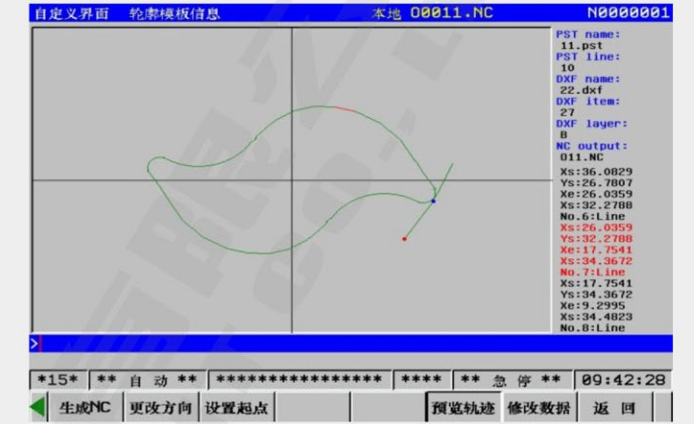 自定义界面 轮廓模板信息 本地 O0011.NC N0000001
PST name:
11.pst
PST line:
10
DXF name:
22.dxf
DXF item:
27
DXF layer:
B
NC output:
011.NC
Xs:36.0829
Ys:26.7807
Xe:26.0359
Xs:32.2788
No.6:Line
Xs:26.0359
Ys:32.2788
Xe:17.7541
Xs:34.3672
No.7:Line
Xs:17.7541
Ys:34.3672
Xe:9.2995
Xs:34.4823
No.8:Line
>
*15* ** 自 动 ** **************** **** ** 急 停 ** 09:42:28
生成NC 更改方向 设置起点 预览轨迹 修改数据 返 回